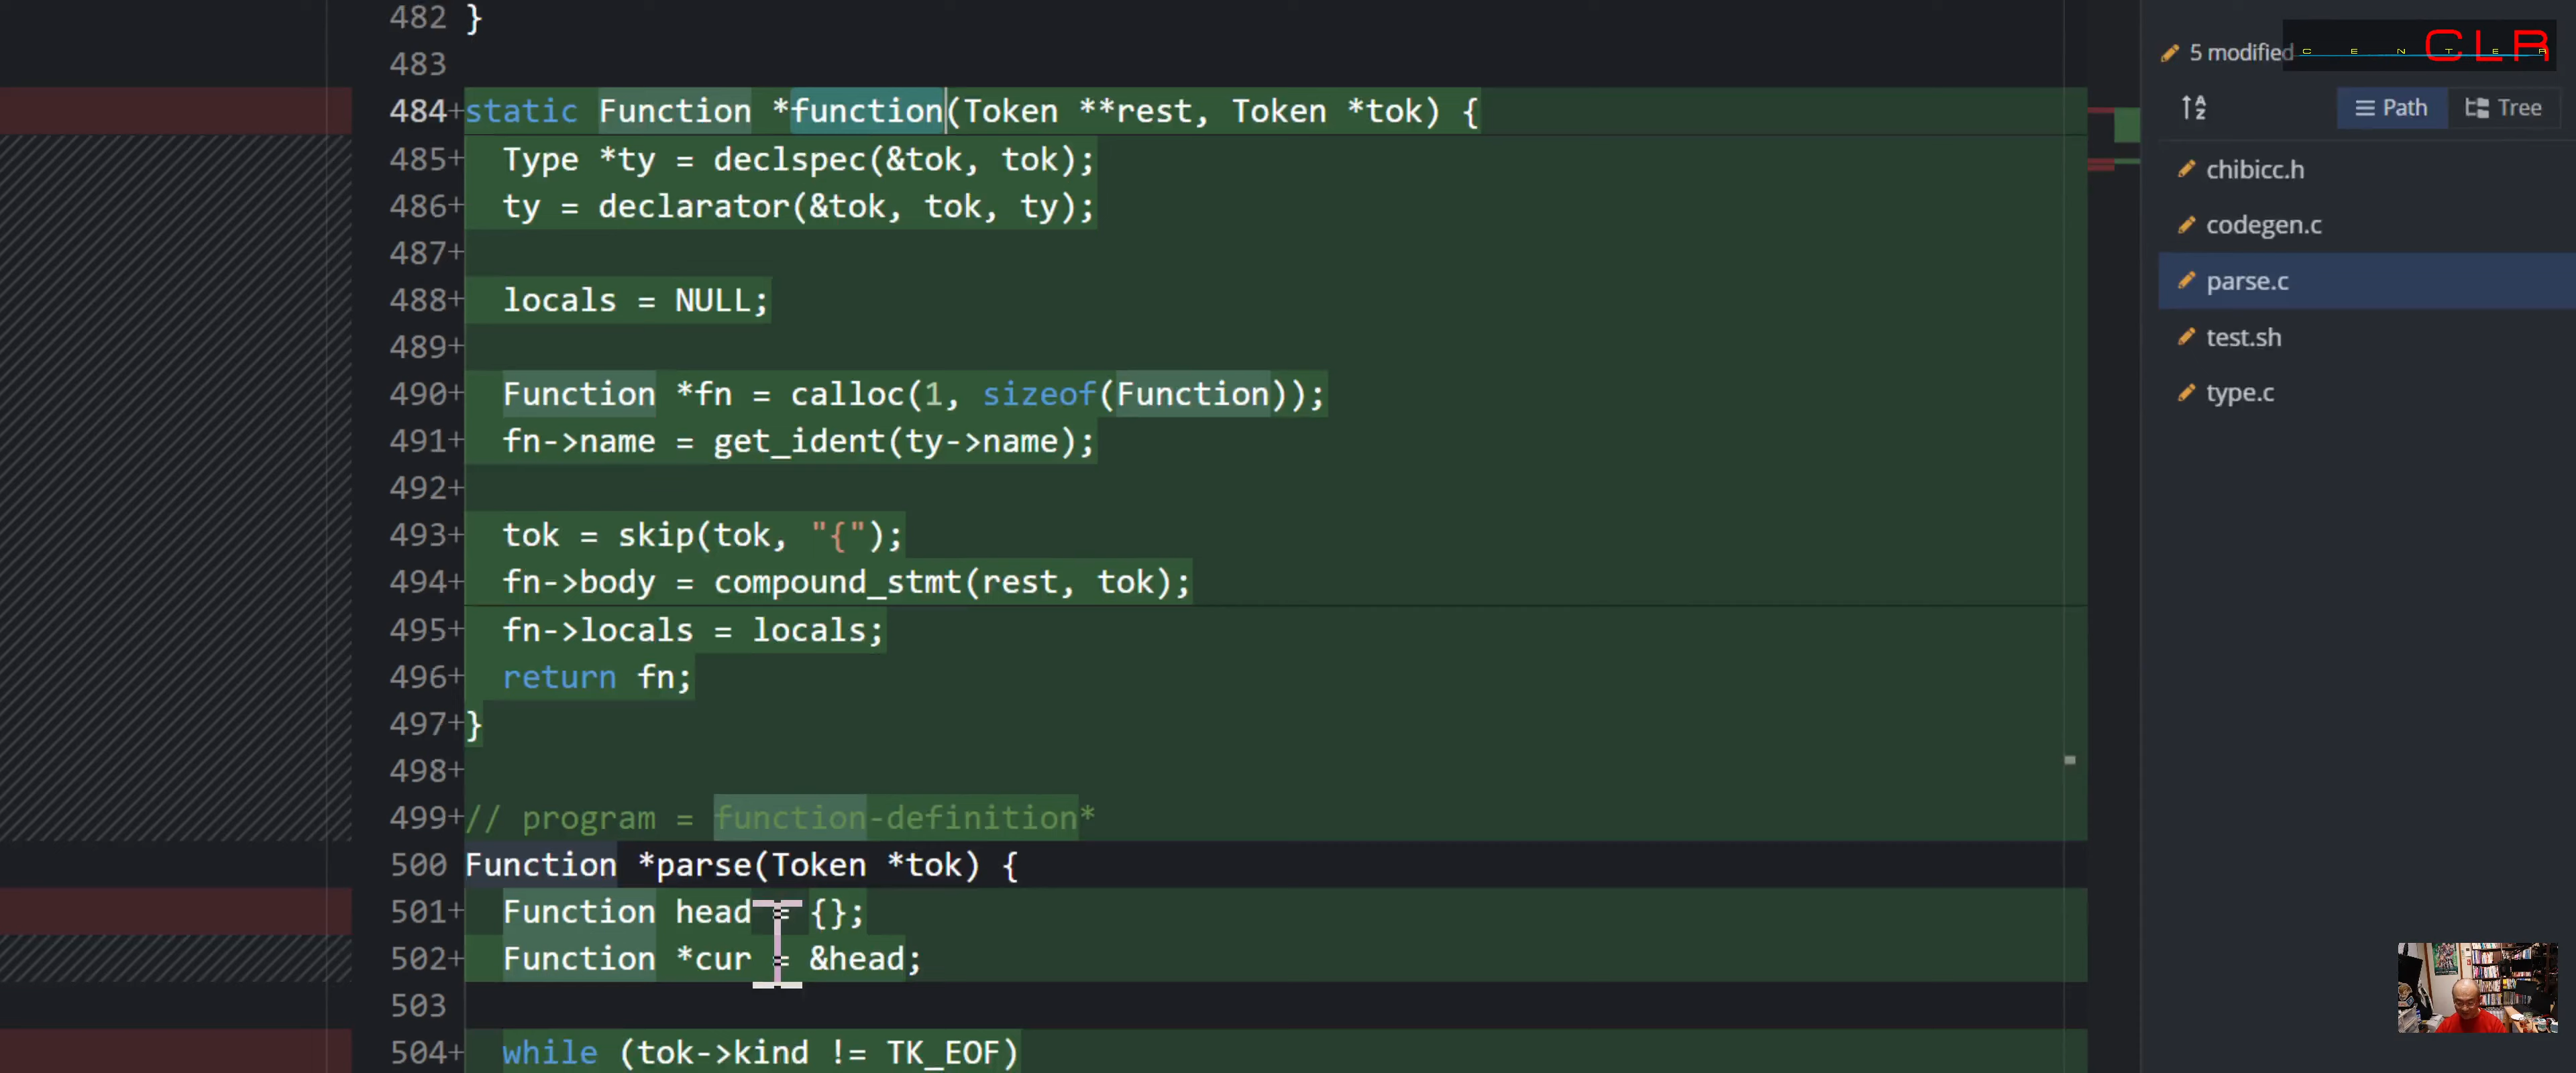 482 }
483
484+ static Function *function(Token **rest, Token *tok) {
485+   Type *ty = declspec(&tok, tok);
486+   ty = declarator(&tok, tok, ty);
487+
488+   locals = NULL;
489+
490+   Function *fn = calloc(1, sizeof(Function));
491+   fn->name = get_ident(ty->name);
492+
493+   tok = skip(tok, "{");
494+   fn->body = compound_stmt(rest, tok);
495+   fn->locals = locals;
496+   return fn;
497+ }
498+
499+ // program = function-definition*
500 Function *parse(Token *tok) {
501+   Function head = {};
502+   Function *cur = &head;
503
504+   while (tok->kind != TK_EOF)
5 modified
CENTER CLR
Path
Tree
chibicc.h
codegen.c
parse.c
test.sh
type.c